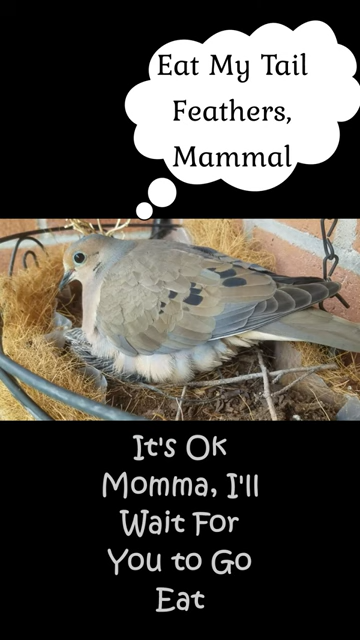 Eat My Tail
Feathers,
Mammal
It's Ok
Momma, I'll
Wait For
You to Go
Eat